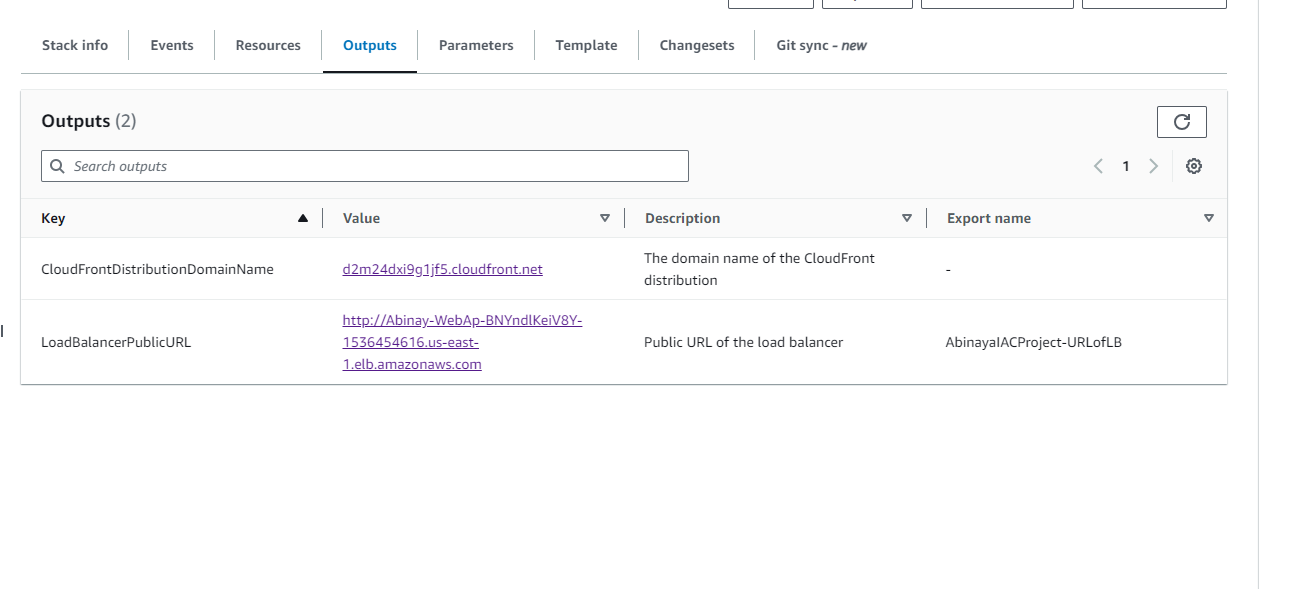 Stack info Events Resources Outputs Parameters Template Changesets Git sync - new
Outputs (2)
Search outputs
1
Key Value Description Export name
CloudFrontDistributionDomainName d2m24dxi9g1jf5.cloudfront.net The domain name of the CloudFront
distribution -
LoadBalancerPublicURL http://Abinay-WebAp-BNYndlKeiV8Y-
1536454616.us-east-
1.elb.amazonaws.com Public URL of the load balancer AbinayaIACProject-URLofLB